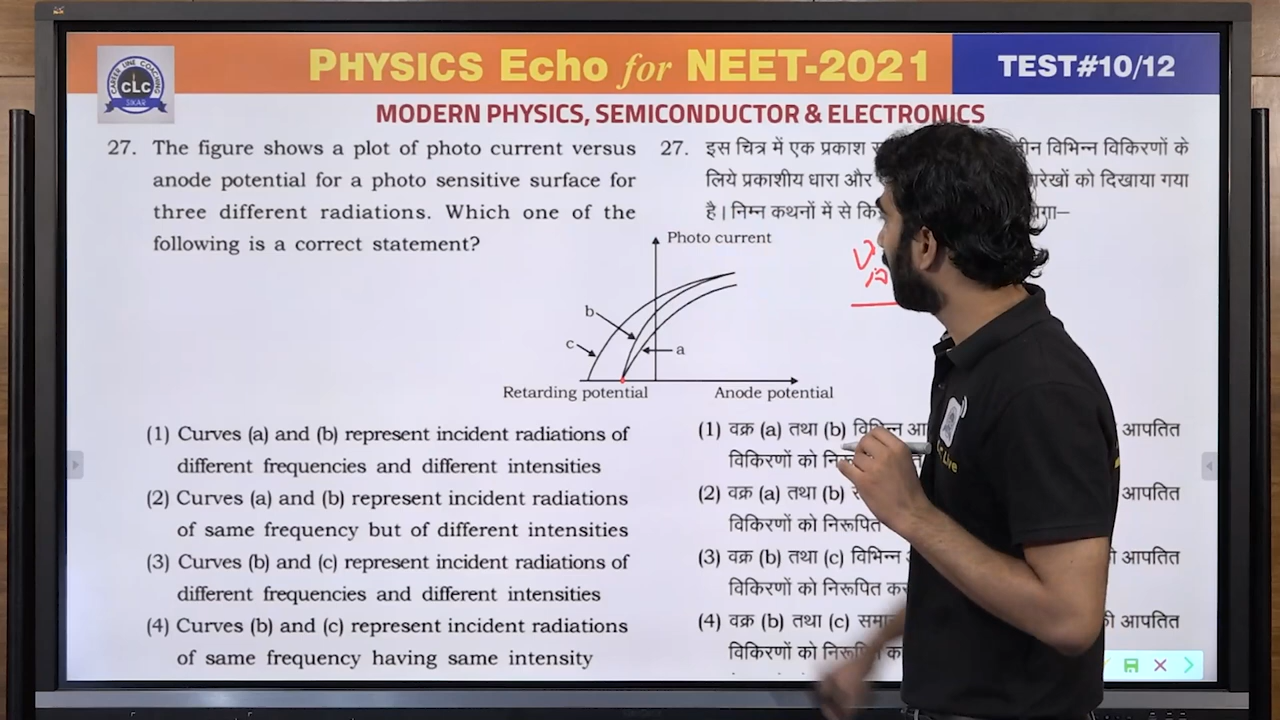 PHYSICS Echo for NEET-2021
TEST#10/12
CAREER LINE COACHING
CLC
SIKAR
MODERN PHYSICS, SEMICONDUCTOR & ELECTRONICS
27. The figure shows a plot of photo current versus
anode potential for a photo sensitive surface for
three different radiations. Which one of the
following is a correct statement?
Photo current
b
c
a
Retarding potential
Anode potential
(1) Curves (a) and (b) represent incident radiations of
different frequencies and different intensities
(2) Curves (a) and (b) represent incident radiations
of same frequency but of different intensities
(3) Curves (b) and (c) represent incident radiations of
different frequencies and different intensities
(4) Curves (b) and (c) represent incident radiations
of same frequency having same intensity
27. इस चित्र में एक प्रकाश विभिन्न विकिरणों के
लिये प्रकाशीय धारा और को दिखाया गया
है। निम्न कथनों में से
(1) वक्र (a) तथा (b) विभिन्न आपतित
विकिरणों को
(2) वक्र (a) तथा (b) आपतित
विकिरणों को निरूपित
(3) वक्र (b) तथा (c) विभिन्न आपतित
विकिरणों को निरूपित
(4) वक्र (b) तथा (c) आपतित
विकिरणों को
Live